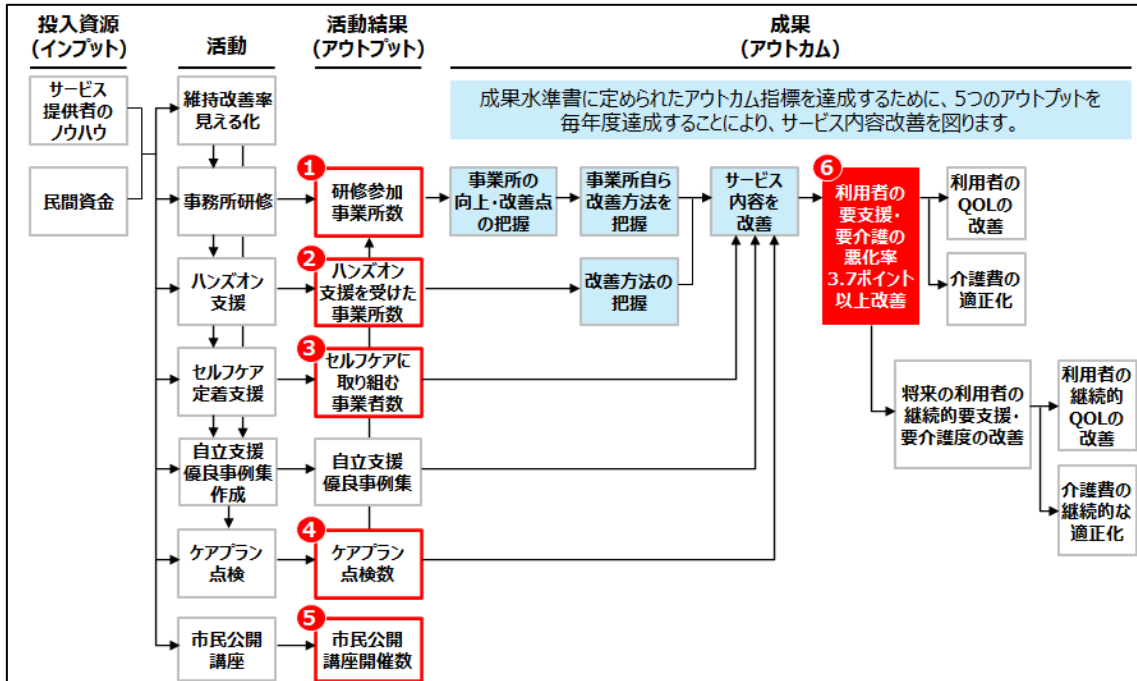 投入資源
（インプット）
活動
活動結果
（アウトプット）
成果
（アウトカム）
サービス
提供者の
ノウハウ
民間資金
維持改善率
見える化
事務所研修
ハンズオン
支援
セルフケア
定着支援
自立支援
優良事例集
作成
ケアプラン
点検
市民公開
講座
1
研修参加
事業所数
2
ハンズオン
支援を受けた
事業所数
3
セルフケアに
取り組む
事業者数
自立支援
優良事例集
4
ケアプラン
点検数
5
市民公開
講座開催数
成果水準書に定められたアウトカム指標を達成するために、5つのアウトプットを
毎年度達成することにより、サービス内容改善を図ります。
事業所の
向上・改善点
の把握
事業所自ら
改善方法を
把握
改善方法の
把握
サービス
内容を
改善
6
利用者の
要支援・
要介護の
悪化率
3.7ポイント
以上改善
利用者の
QOLの
改善
介護費の
適正化
将来の利用者の
継続的要支援・
要介護度の改善
利用者の
継続的
QOLの
改善
介護費の
継続的な
適正化